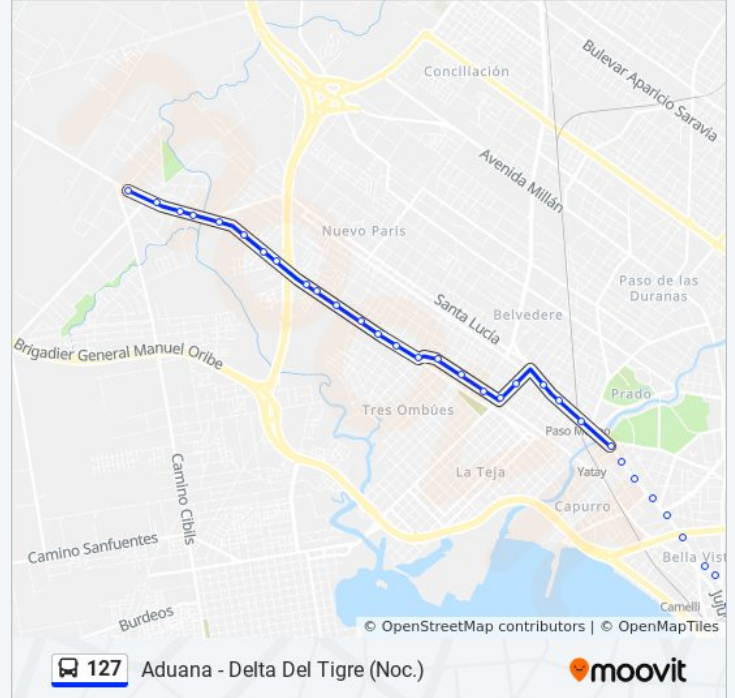 Conciliación
Bulevar Aparicio Saravia
Avenida Millán
Nuevo París
Paso de las
Duranas
Santa Lucía
Belvedere
Brigadier General Manuel Oribe
Prado
Tres Ombúes
Paso M
La Teja
Yatay
Camino Cibils
Capurro
Camino Sanfuentes
Bella Vist
Camelli
Juju
Burdeos
© OpenStreetMap contributors | © OpenMapTiles
127 Aduana - Delta Del Tigre (Noc.)
moovit